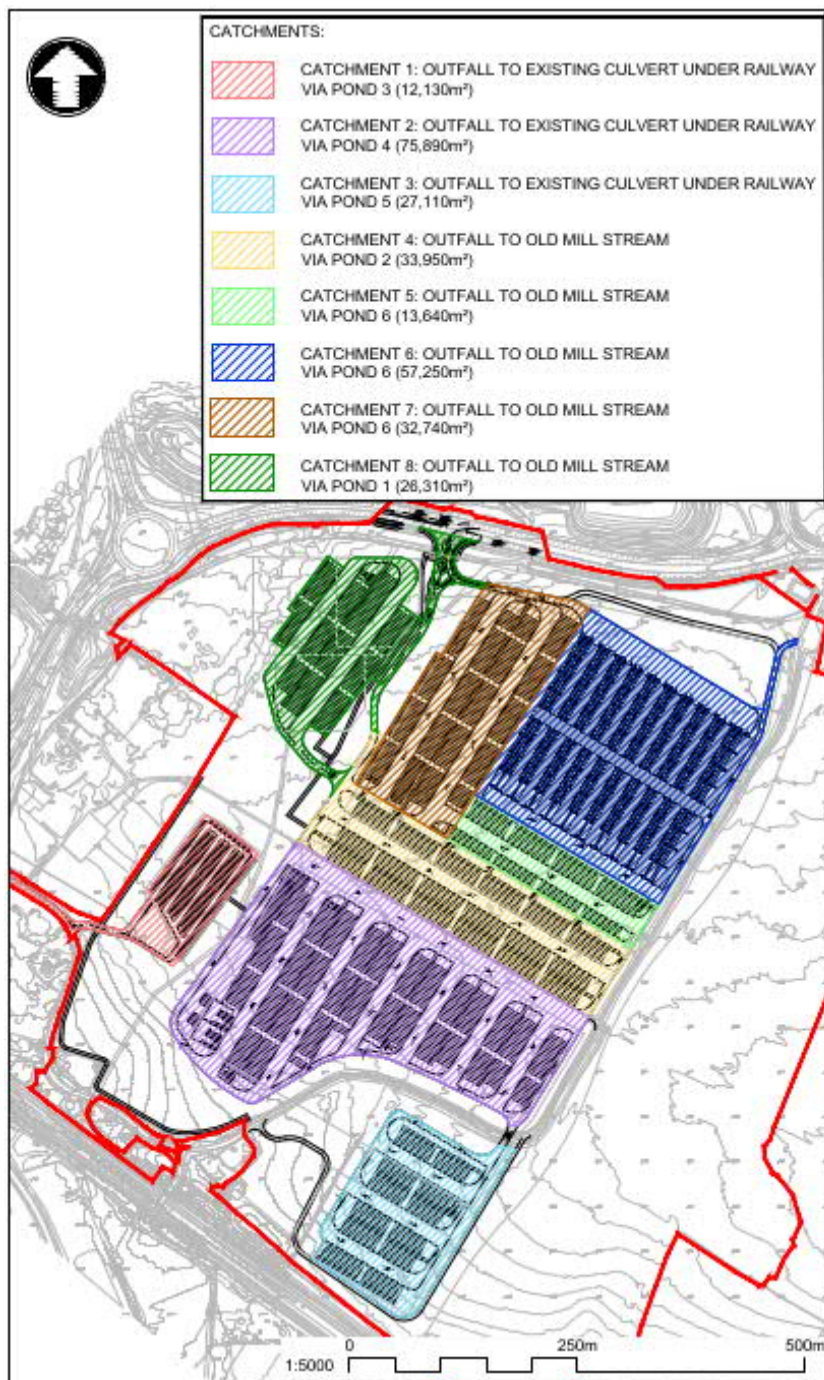 CATCHMENTS:
CATCHMENT 1: OUTFALL TO EXISTING CULVERT UNDER RAILWAY
VIA POND 3 (12,130m²)
CATCHMENT 2: OUTFALL TO EXISTING CULVERT UNDER RAILWAY
VIA POND 4 (75,890m²)
CATCHMENT 3: OUTFALL TO EXISTING CULVERT UNDER RAILWAY
VIA POND 5 (27,110m²)
CATCHMENT 4: OUTFALL TO OLD MILL STREAM
VIA POND 2 (33,950m²)
CATCHMENT 5: OUTFALL TO OLD MILL STREAM
VIA POND 6 (13,640m²)
CATCHMENT 6: OUTFALL TO OLD MILL STREAM
VIA POND 6 (57,250m²)
CATCHMENT 7: OUTFALL TO OLD MILL STREAM
VIA POND 6 (32,740m²)
CATCHMENT 8: OUTFALL TO OLD MILL STREAM
VIA POND 1 (26,310m²)
0 250m 500m
1:5000